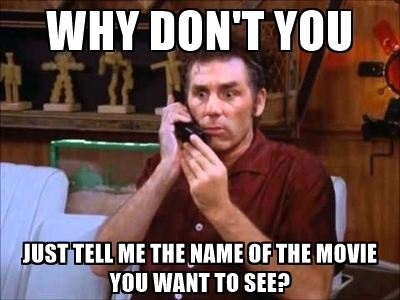 WHY DON'T YOU
JUST TELL ME THE NAME OF THE MOVIE
YOU WANT TO SEE?